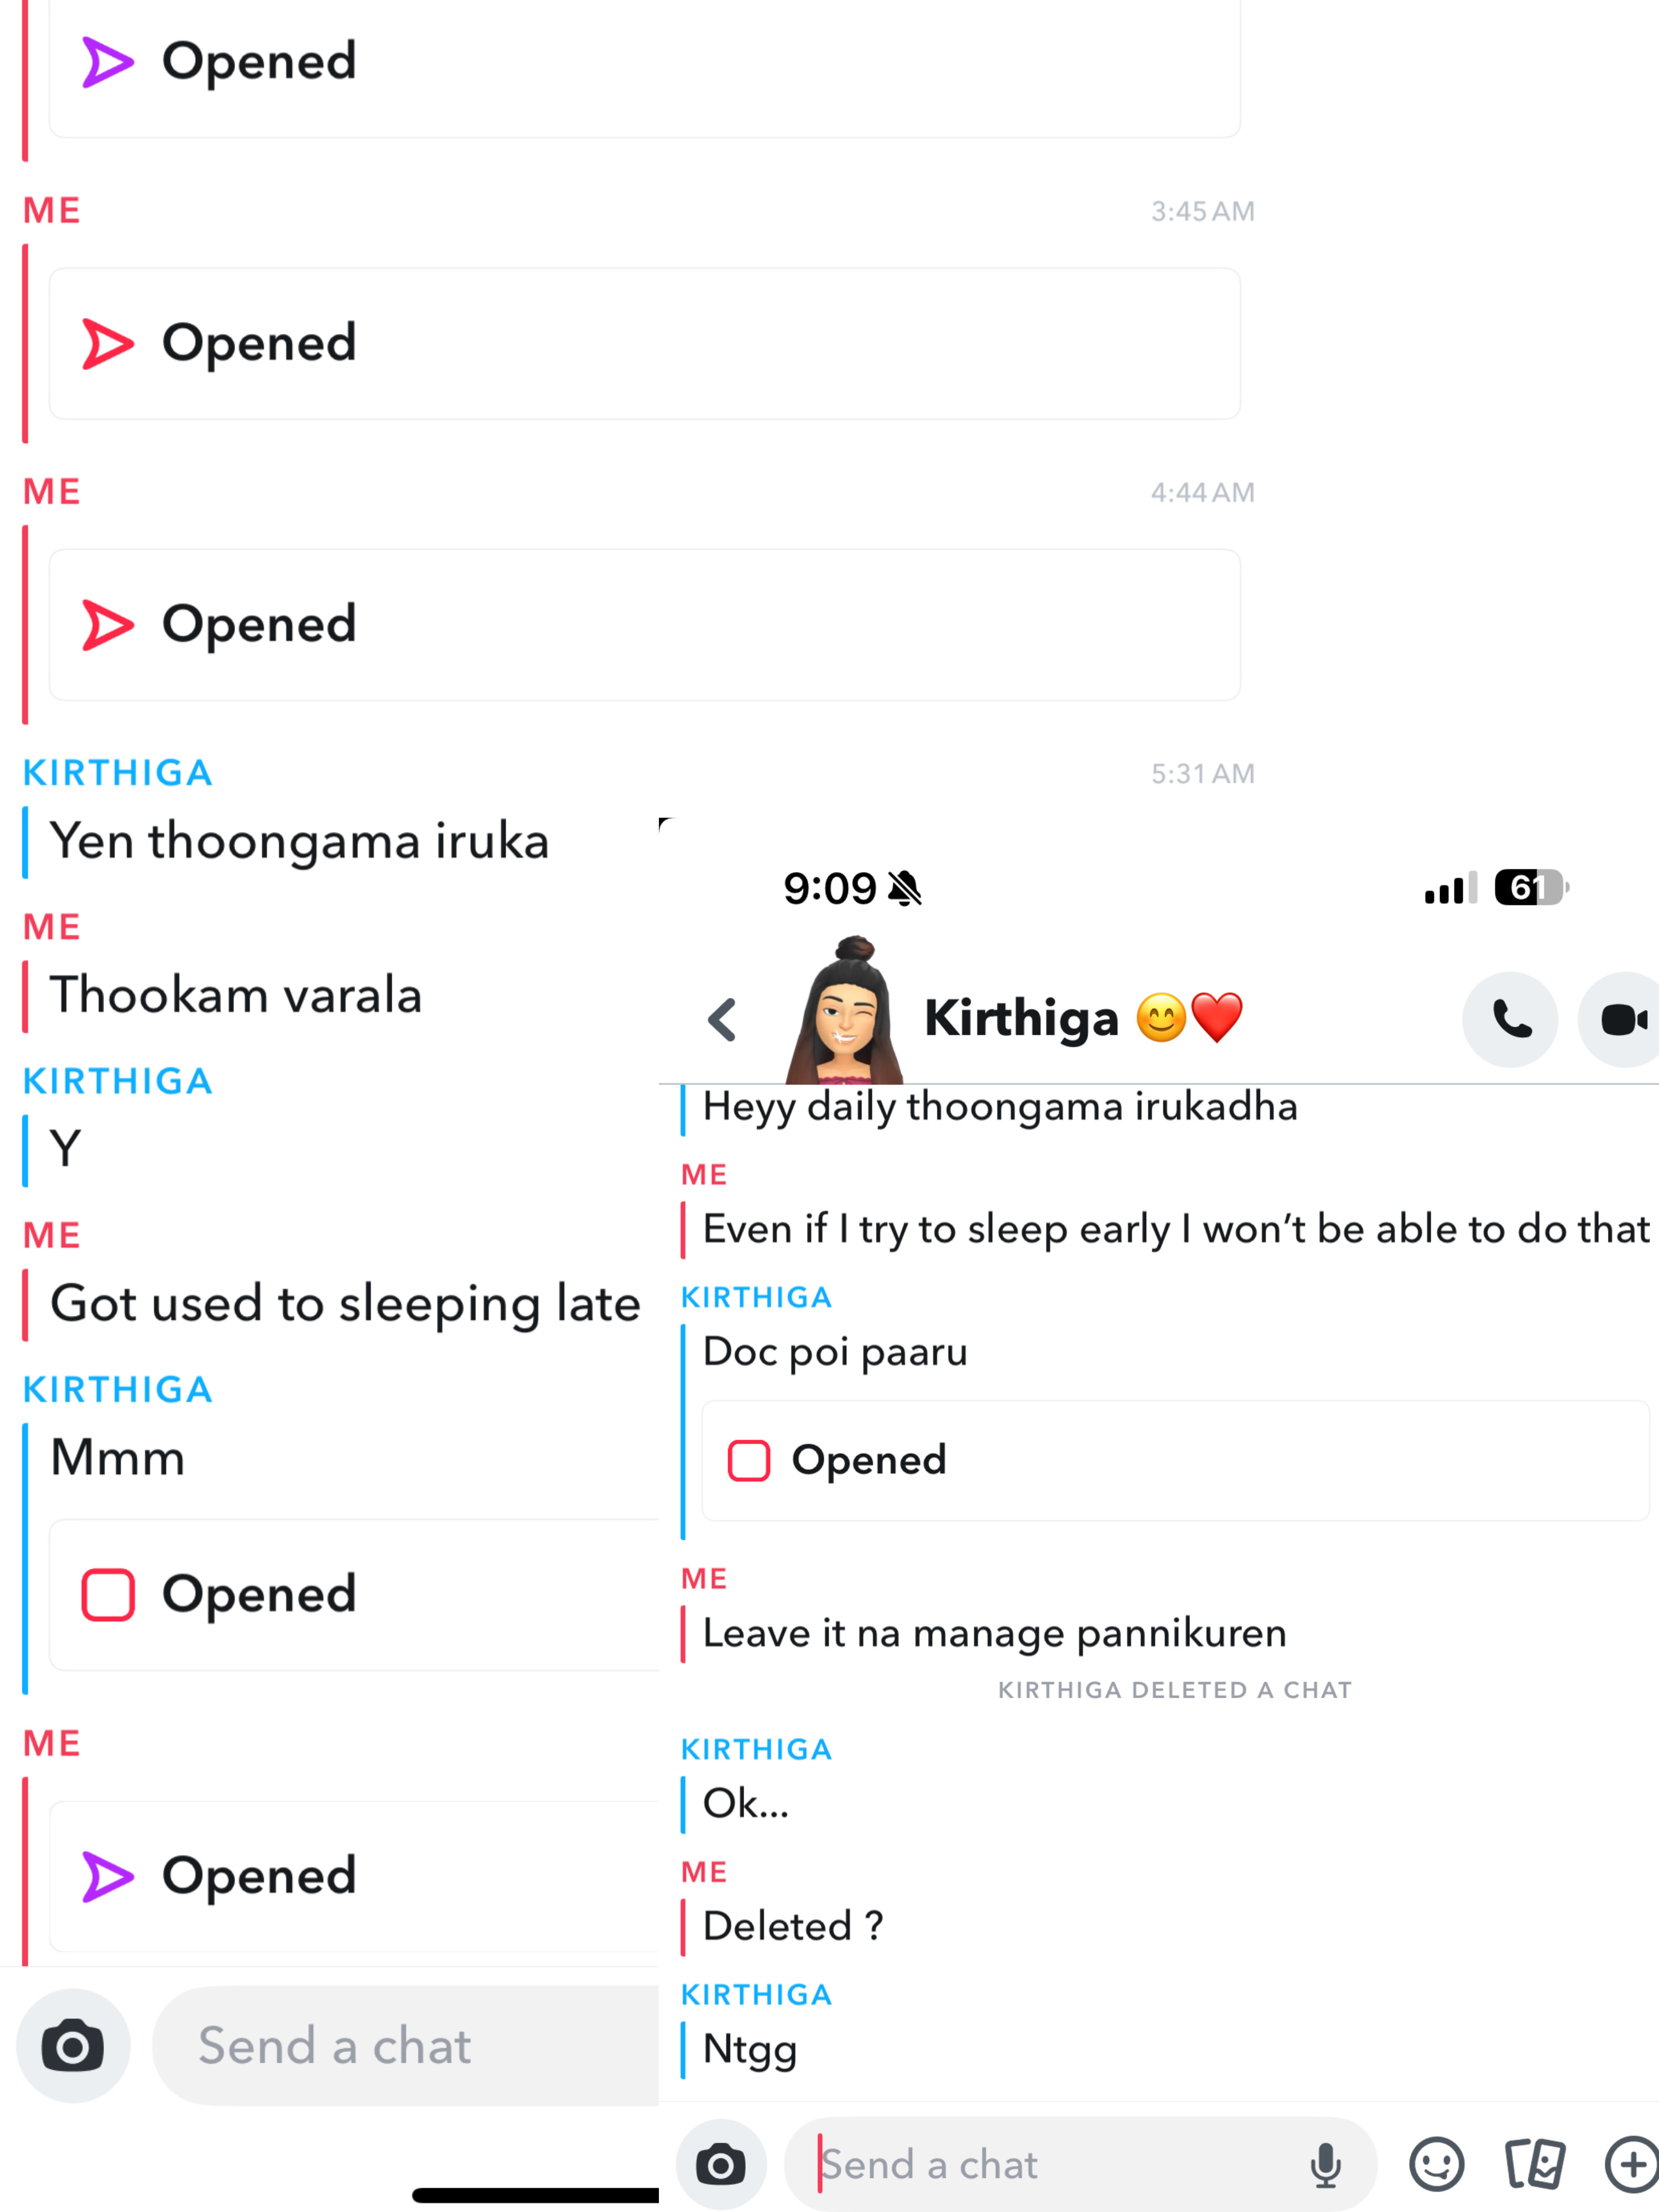 Opened
ME 3:45 AM
Opened
ME 4:44 AM
Opened
KIRTHIGA 5:31 AM
Yen thoongama iruka
ME
Thookam varala
KIRTHIGA
Y
ME
Got used to sleeping late
KIRTHIGA
Mmm
Opened
ME
Opened
Send a chat
9:09 61
Kirthiga 😊❤️
Heyy daily thoongama irukadha
ME
Even if I try to sleep early I won’t be able to do that
KIRTHIGA
Doc poi paaru
Opened
ME
Leave it na manage pannikuren
KIRTHIGA DELETED A CHAT
KIRTHIGA
Ok...
ME
Deleted ?
KIRTHIGA
Ntgg
Send a chat